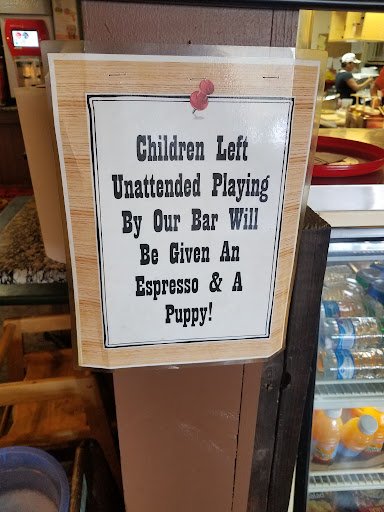 Children Left
Unattended Playing
By Our Bar Will
Be Given An
Espresso & A
Puppy!